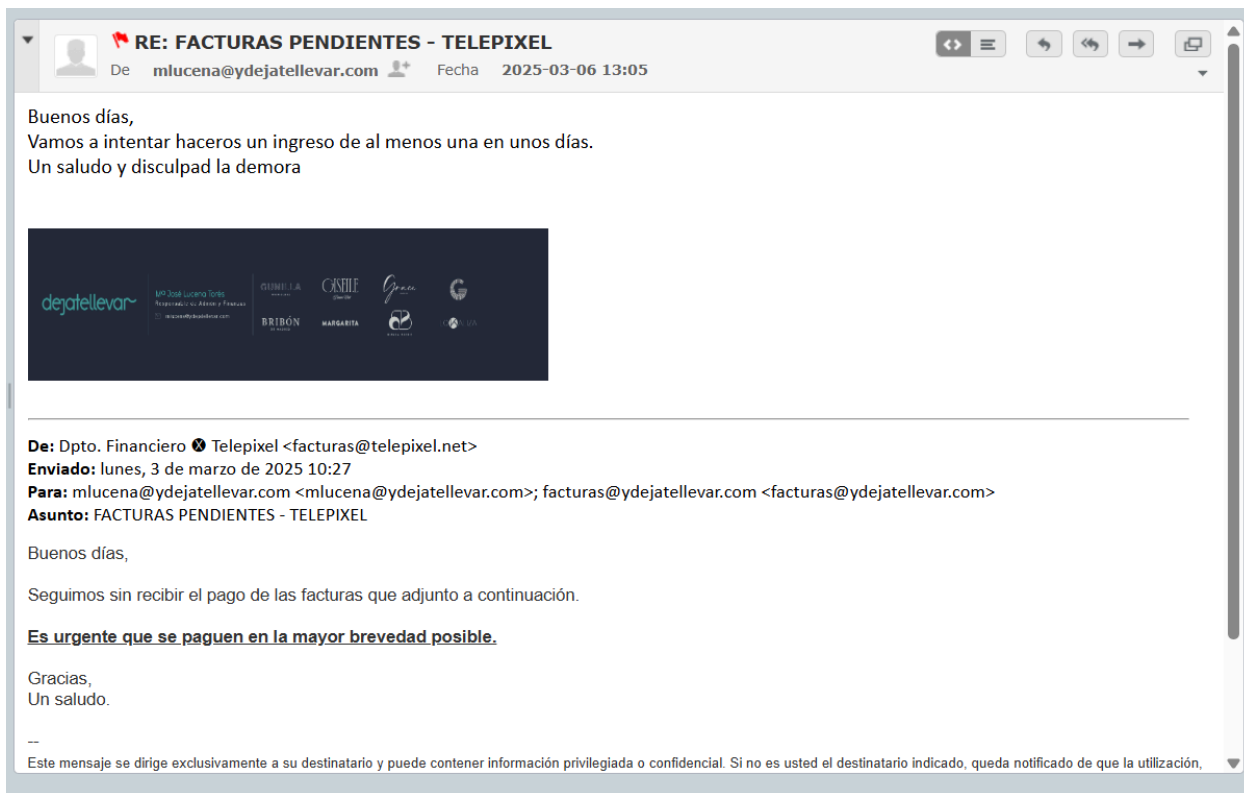 RE: FACTURAS PENDIENTES - TELEPIXEL
De mlucena@ydejatellevar.com Fecha 2025-03-06 13:05
Buenos días,
Vamos a intentar haceros un ingreso de al menos una en unos días.
Un saludo y disculpad la demora
dejatellevar
Mª José Lucena Torés
GUNILLA
Grace
G
BRIBÓN
MARGARITA
De: Dpto. Financiero X Telepixel <facturas@telepixel.net>
Enviado: lunes, 3 de marzo de 2025 10:27
Para: mlucena@ydejatellevar.com <mlucena@ydejatellevar.com>; facturas@ydejatellevar.com <facturas@ydejatellevar.com>
Asunto: FACTURAS PENDIENTES - TELEPIXEL
Buenos días,
Seguimos sin recibir el pago de las facturas que adjunto a continuación.
Es urgente que se paguen en la mayor brevedad posible.
Gracias,
Un saludo.
--
Este mensaje se dirige exclusivamente a su destinatario y puede contener información privilegiada o confidencial. Si no es usted el destinatario indicado, queda notificado de que la utilización,